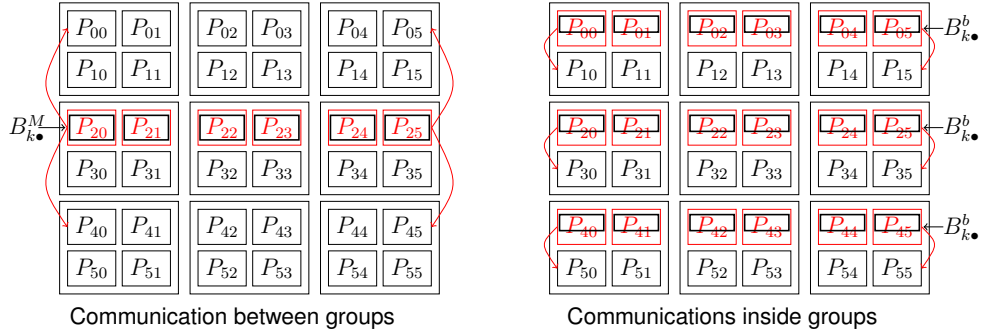 P₀₀ P₀₁ P₀₂ P₀₃ P₀₄ P₀₅
P₁₀ P₁₁ P₁₂ P₁₃ P₁₄ P₁₅
B^M_{k•} P₂₀ P₂₁ P₂₂ P₂₃ P₂₄ P₂₅
P₃₀ P₃₁ P₃₂ P₃₃ P₃₄ P₃₅
P₄₀ P₄₁ P₄₂ P₄₃ P₄₄ P₄₅
P₅₀ P₅₁ P₅₂ P₅₃ P₅₄ P₅₅
Communication between groups
P₀₀ P₀₁ P₀₂ P₀₃ P₀₄ P₀₅ B^b_{k•}
P₁₀ P₁₁ P₁₂ P₁₃ P₁₄ P₁₅
P₂₀ P₂₁ P₂₂ P₂₃ P₂₄ P₂₅ B^b_{k•}
P₃₀ P₃₁ P₃₂ P₃₃ P₃₄ P₃₅
P₄₀ P₄₁ P₄₂ P₄₃ P₄₄ P₄₅ B^b_{k•}
P₅₀ P₅₁ P₅₂ P₅₃ P₅₄ P₅₅
Communications inside groups